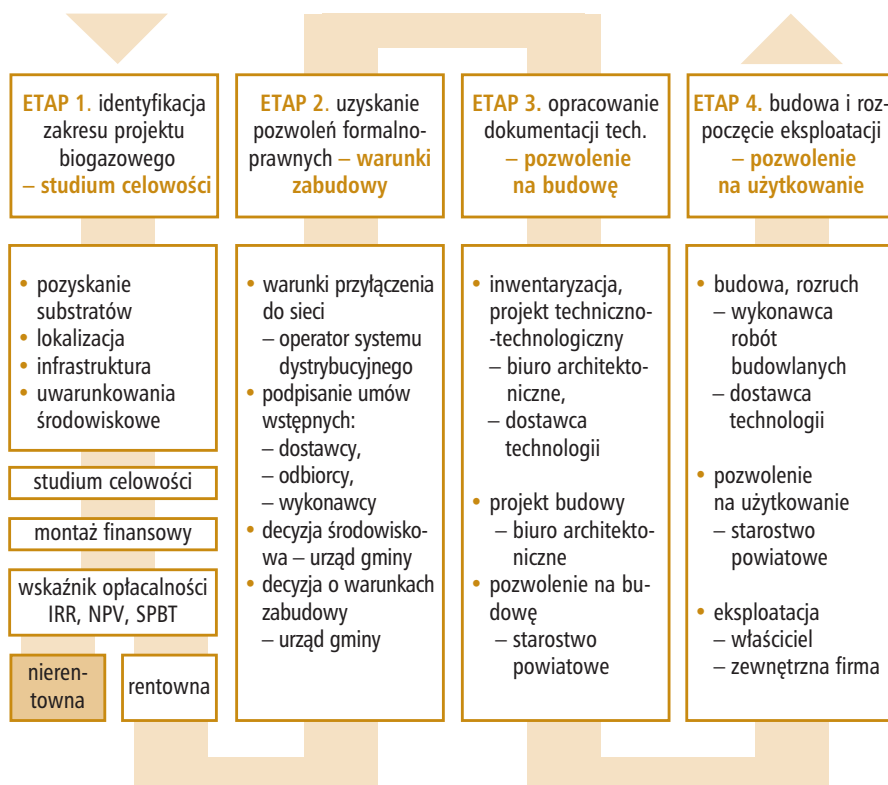 ETAP 1. identyfikacja
zakresu projektu
biogazowego
– studium celowości
• pozyskanie
substratów
• lokalizacja
• infrastruktura
• uwarunkowania
środowiskowe
studium celowości
montaż finansowy
wskaźnik opłacalności
IRR, NPV, SPBT
nieren-
towna
rentowna
ETAP 2. uzyskanie
pozwoleń formalno-
prawnych – warunki
zabudowy
• warunki przyłączenia
do sieci
– operator systemu
dystrybucyjnego
• podpisanie umów
wstępnych:
– dostawcy,
– odbiorcy,
– wykonawcy
• decyzja środowisko-
wa – urząd gminy
• decyzja o warunkach
zabudowy
– urząd gminy
ETAP 3. opracowanie
dokumentacji tech.
– pozwolenie
na budowę
• inwentaryzacja,
projekt techniczno-
-technologiczny
– biuro architekto-
niczne,
– dostawca
technologii
• projekt budowy
– biuro architekto-
niczne
• pozwolenie na bu-
dowę
– starostwo
powiatowe
ETAP 4. budowa i roz-
poczęcie eksploatacji
– pozwolenie
na użytkowanie
• budowa, rozruch
– wykonawca
robót
budowlanych
– dostawca
technologii
• pozwolenie
na użytkowanie
– starostwo
powiatowe
• eksploatacja
– właściciel
– zewnętrzna firma